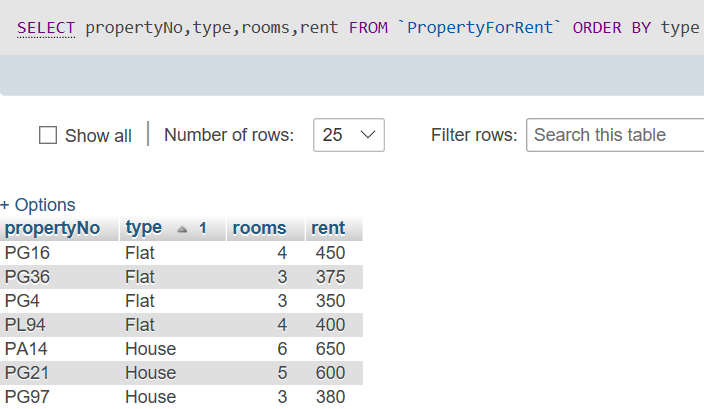 SELECT propertyNo,type,rooms,rent FROM `PropertyForRent` ORDER BY type
Show all | Number of rows: 25 Filter rows: Search this table
+ Options
propertyNo type 1 rooms rent
PG16 Flat 4 450
PG36 Flat 3 375
PG4 Flat 3 350
PL94 Flat 4 400
PA14 House 6 650
PG21 House 5 600
PG97 House 3 380